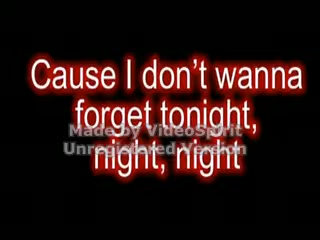 Cause I don't wanna
forget tonight,
Made by VideoSpirit
Unregistered Version
night, night